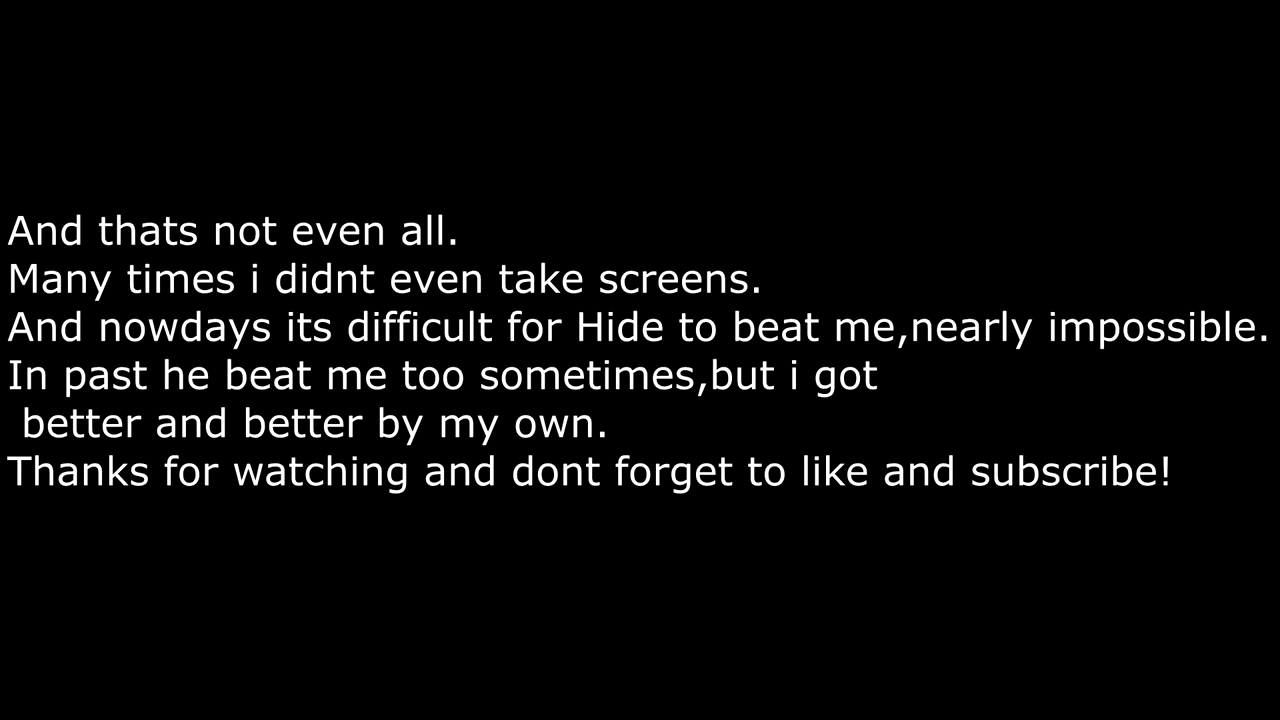 And thats not even all.
Many times i didnt even take screens.
And nowdays its difficult for Hide to beat me,nearly impossible.
In past he beat me too sometimes,but i got
better and better by my own.
Thanks for watching and dont forget to like and subscribe!